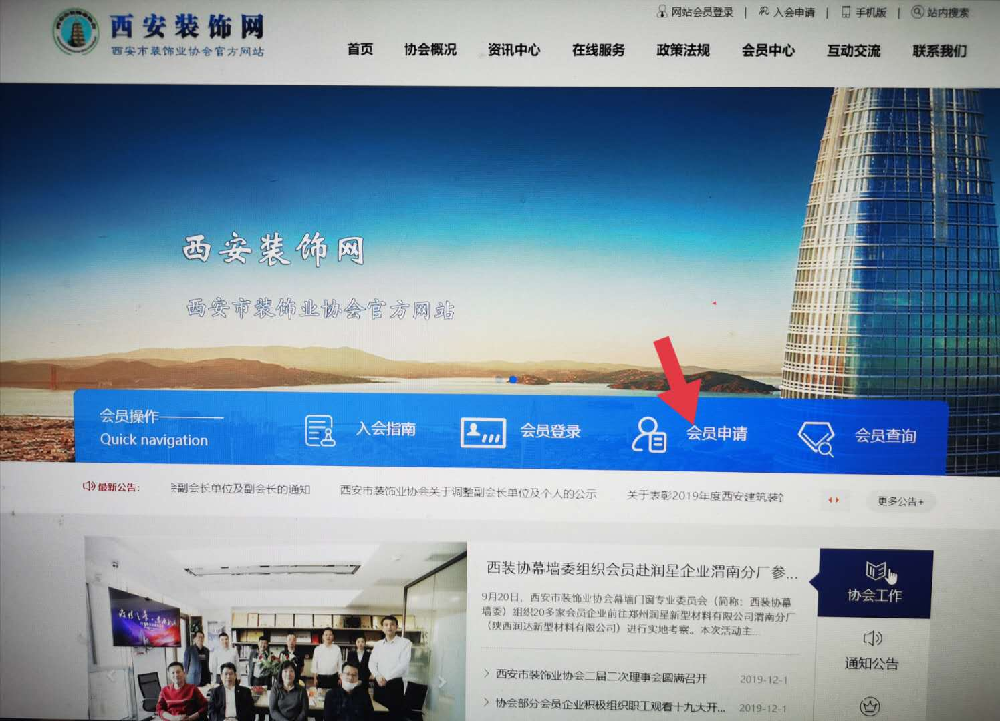 西安装饰网
西安市装饰业协会官方网站
网站会员登录 | 入会申请 | 手机版 | 站内搜索
首页 协会概况 资讯中心 在线服务 政策法规 会员中心 互动交流 联系我们
西安装饰网
西安市装饰业协会官方网站
会员操作
Quick navigation
入会指南 会员登录 会员申请 会员查询
最新公告: 会副会长单位及副会长的通知 西安市装饰业协会关于调整副会长单位及个人的公示 关于表彰2019年度西安建筑装饰 更多公告+
西装协幕墙委组织会员赴润星企业渭南分厂参...
9月20日，西安市装饰业协会幕墙门窗专业委员会（简称：西装协幕
墙委）组织20多家会员企业前往郑州润星新型材料有限公司渭南分厂
（陕西润达新型材料有限公司）进行实地考察。本次活动主...
西安市装饰业协会二届二次理事会圆满召开 2019-12-1
协会部分会员企业积极组织职工观看十九大开... 2019-12-1
协会工作
通知公告